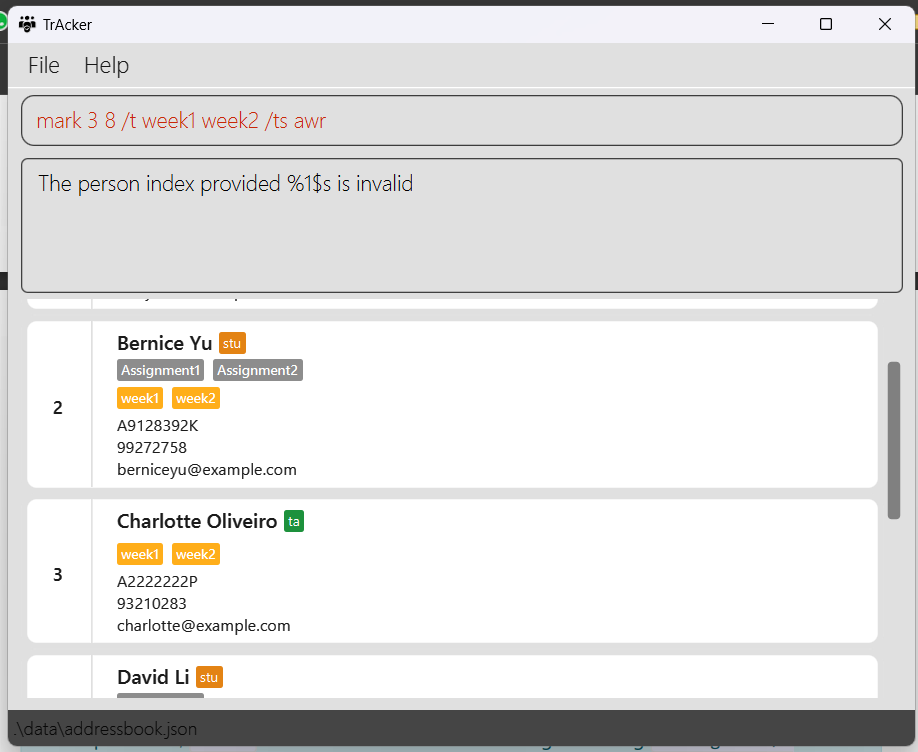 TrAcker
File Help
mark 3 8 /t week1 week2 /ts awr
The person index provided %1$s is invalid
Bernice Yu stu
Assignment1 Assignment2
week1 week2
2
A9128392K
99272758
berniceyu@example.com
Charlotte Oliveiro ta
week1 week2
3
A2222222P
93210283
charlotte@example.com
David Li stu
.\data\addressbook.json